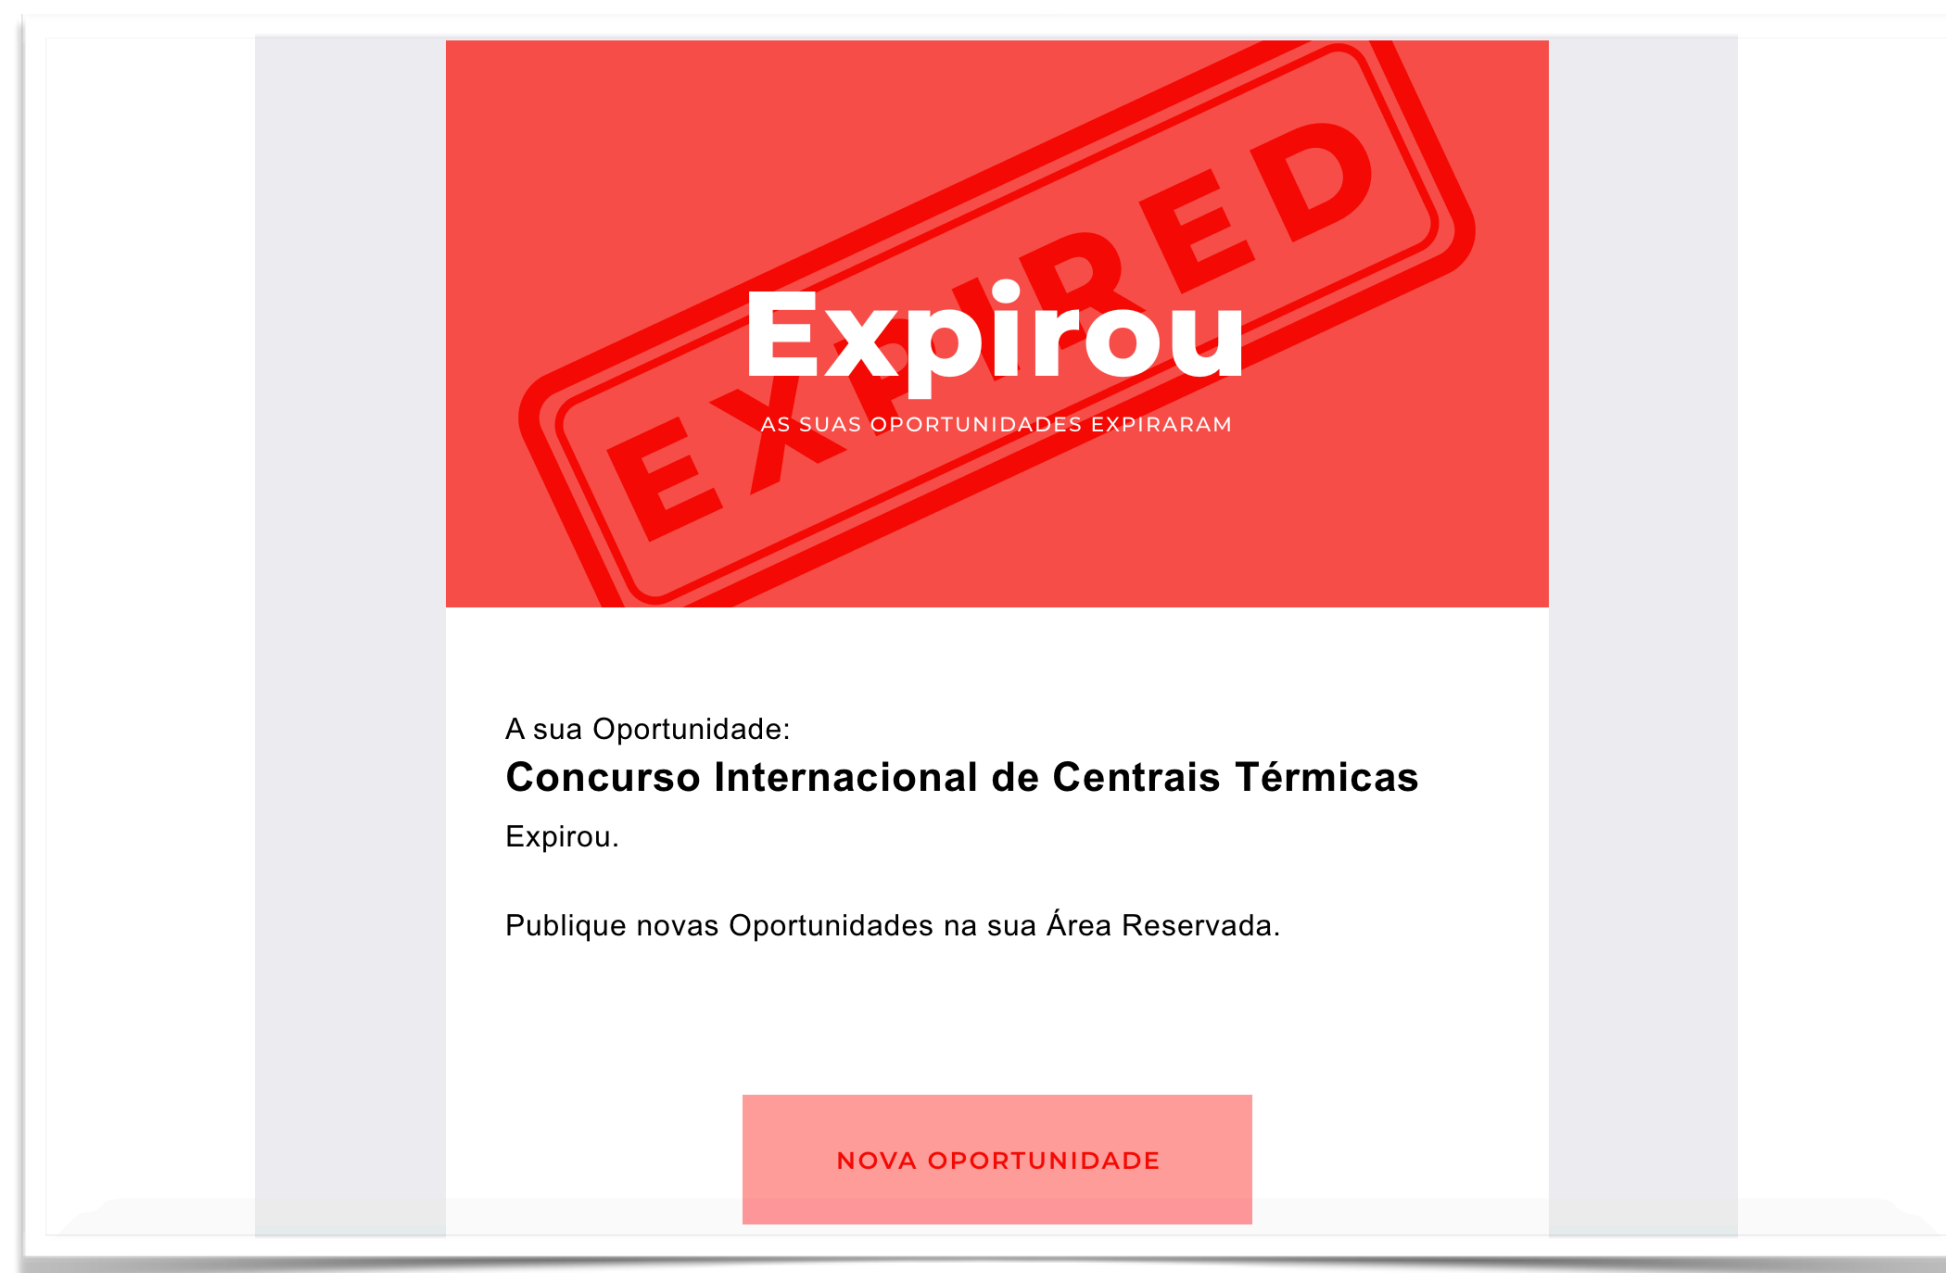 EXPIRED
Expirou
AS SUAS OPORTUNIDADES EXPIRARAM
A sua Oportunidade:
Concurso Internacional de Centrais Térmicas
Expirou.
Publique novas Oportunidades na sua Área Reservada.
NOVA OPORTUNIDADE